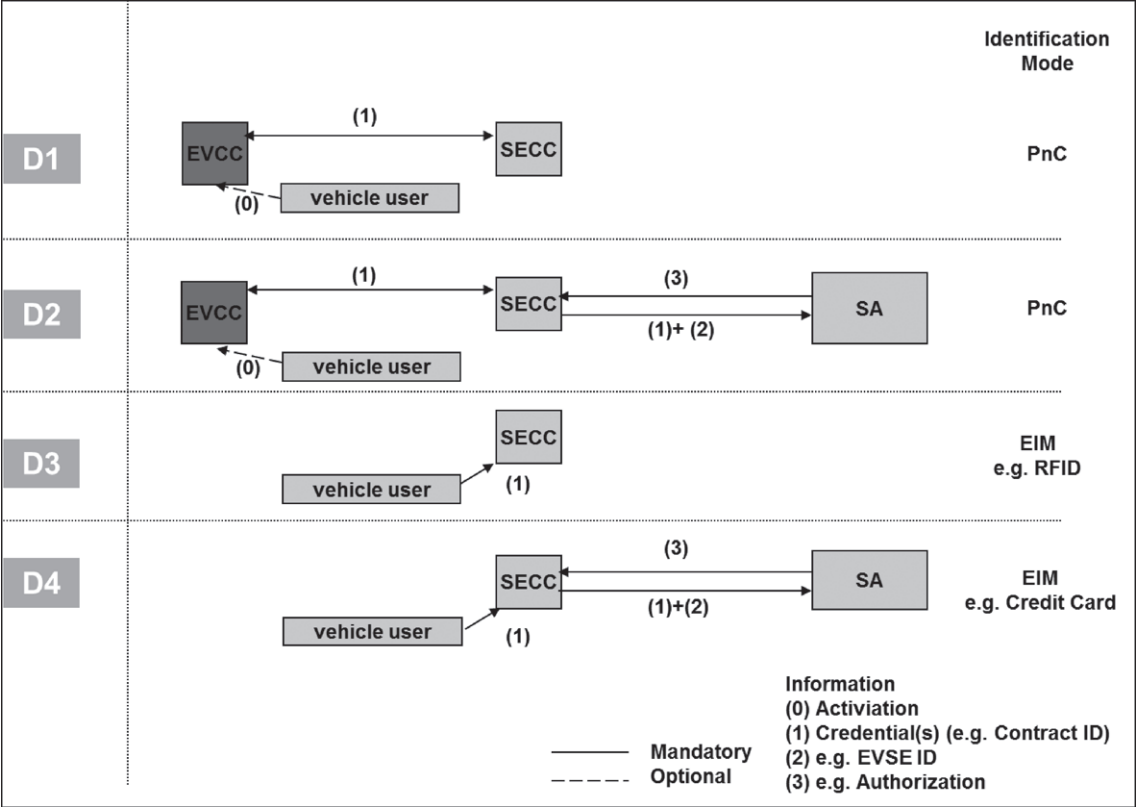 Identification
Mode
D1
EVCC
(1)
SECC
PnC
(0)
vehicle user
D2
EVCC
(1)
SECC
(3)
(1)+ (2)
SA
PnC
(0)
vehicle user
D3
SECC
vehicle user
(1)
EIM
e.g. RFID
D4
SECC
(3)
(1)+(2)
SA
EIM
e.g. Credit Card
vehicle user
(1)
Mandatory
Optional
Information
(0) Activiation
(1) Credential(s) (e.g. Contract ID)
(2) e.g. EVSE ID
(3) e.g. Authorization